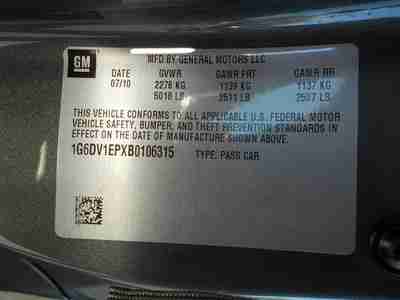 GM
MFD BY GENERAL MOTORS LLC
DATE GVWR GAWR FRT GAWR RR
07/10 2276 KG 1139 KG 1137 KG
5018 LB 2511 LB 2507 LB
THIS VEHICLE CONFORMS TO ALL APPLICABLE U.S. FEDERAL MOTOR
VEHICLE SAFETY, BUMPER, AND THEFT PREVENTION STANDARDS IN
EFFECT ON THE DATE OF MANUFACTURE SHOWN ABOVE.
1G6DV1EPXB0106315 PASS CAR